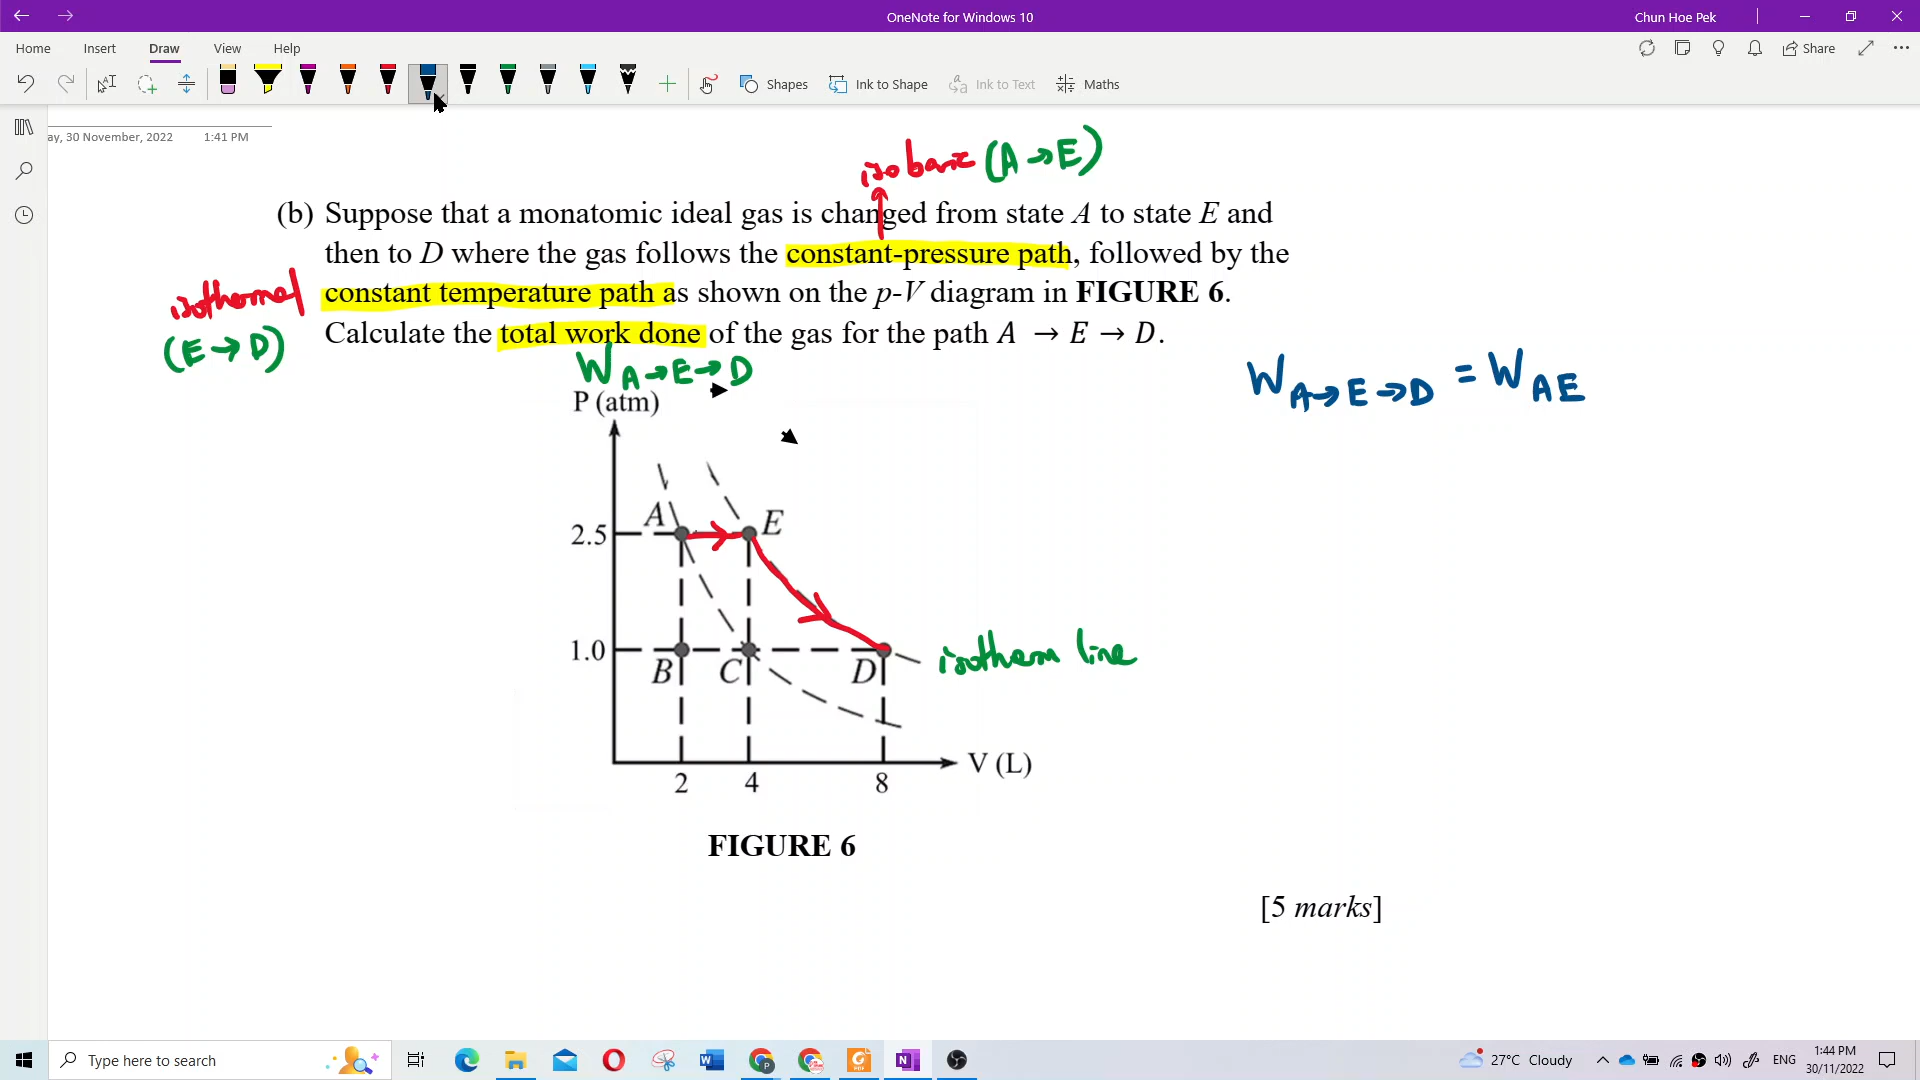 OneNote for Windows 10
Chun Hoe Pek
Home Insert Draw View Help
Share
Shapes Ink to Shape Ink to Text Maths
ay, 30 November, 2022 1:41 PM
isobaric (A→E)
(b) Suppose that a monatomic ideal gas is changed from state A to state E and
then to D where the gas follows the constant-pressure path, followed by the
isothermal
constant temperature path as shown on the p-V diagram in FIGURE 6.
(E→D)
Calculate the total work done of the gas for the path A → E → D.
W A→E→D
W A→E→D = W AE
P (atm)
A E
2.5
1.0
B C D
isotherm line
V (L)
2 4 8
FIGURE 6
[5 marks]
Type here to search
27°C Cloudy
ENG
1:44 PM
30/11/2022